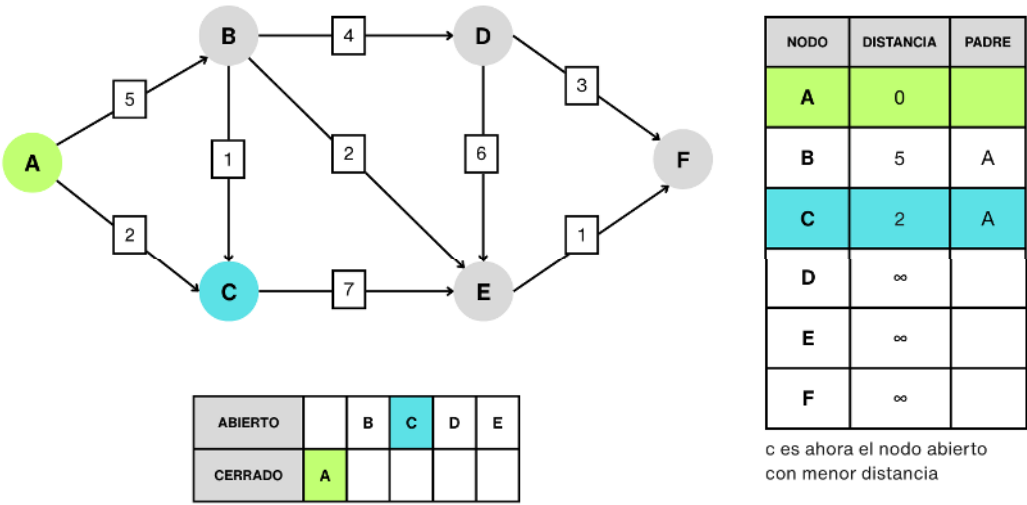 B
4
D
5
3
1
2
6
A
F
2
1
C
7
E
NODO DISTANCIA PADRE
A 0
B 5 A
C 2 A
D ∞
E ∞
F ∞
c es ahora el nodo abierto
con menor distancia
ABIERTO B C D E
CERRADO A